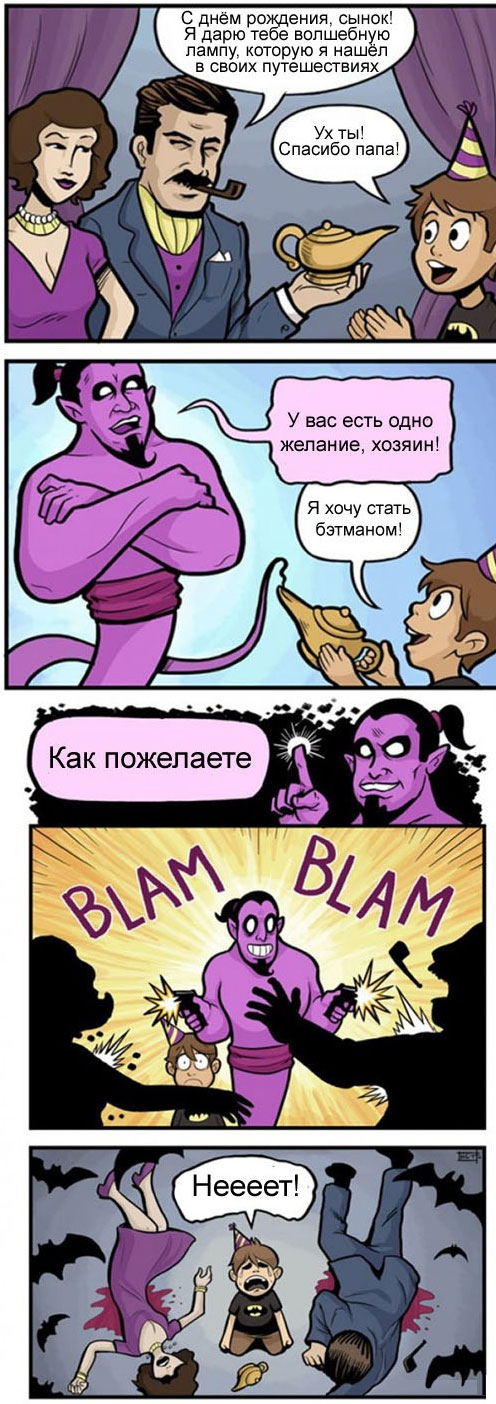 С днём рождения, сынок!
Я дарю тебе волшебную
лампу, которую я нашёл
в своих путешествиях
Ух ты!
Спасибо папа!
У вас есть одно
желание, хозяин!
Я хочу стать
бэтманом!
Как пожелаете
BLAM
BLAM
Неееет!